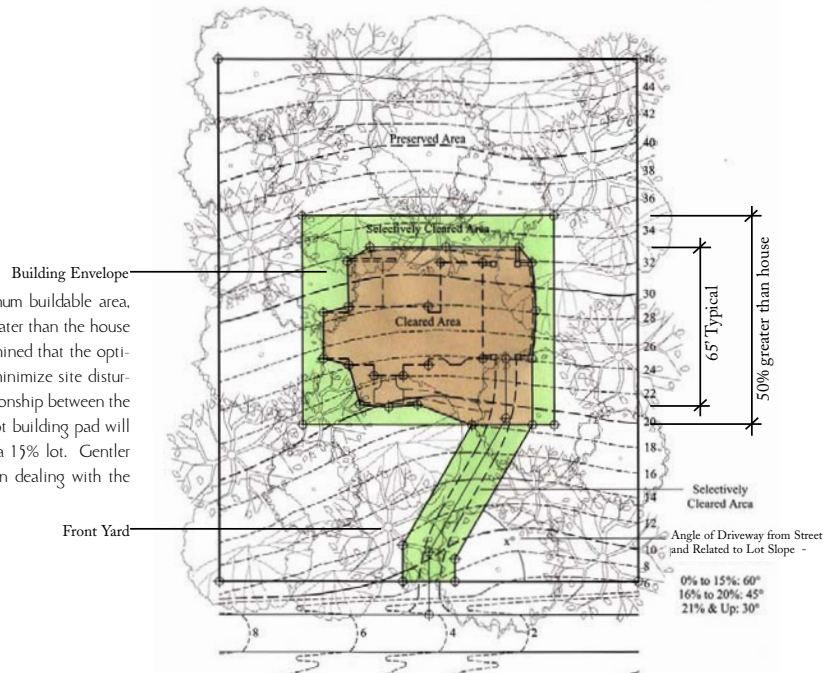 46
44
42
Preserved Area
40
38
36
34
Selectively Cleared Area
32
Building Envelope
30
num buildable area,
ater than the house
28
mined that the opti-
Cleared Area
26
minimize site distur-
onship between the
24
ot building pad will
22
a 15% lot. Gentler
20
n dealing with the
18
65' Typical
50% greater than house
16
14
Selectively
Cleared Area
12
Front Yard
x°
10
Angle of Driveway from Street
and Related to Lot Slope -
8
6
0% to 15%: 60°
16% to 20%: 45°
21% & Up: 30°
8
6
4
2